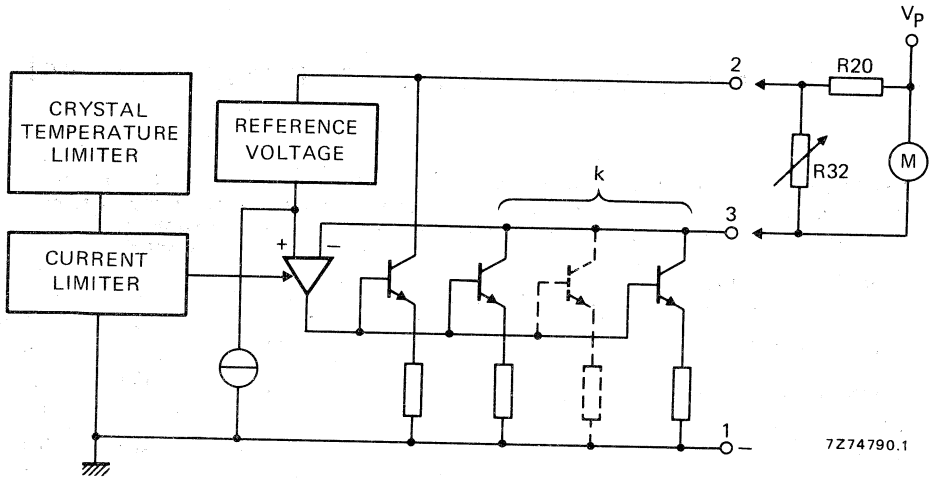 V_P
R20
2
CRYSTAL
TEMPERATURE
LIMITER
REFERENCE
VOLTAGE
R32
M
k
3
+
−
CURRENT
LIMITER
1
−
7Z74790.1